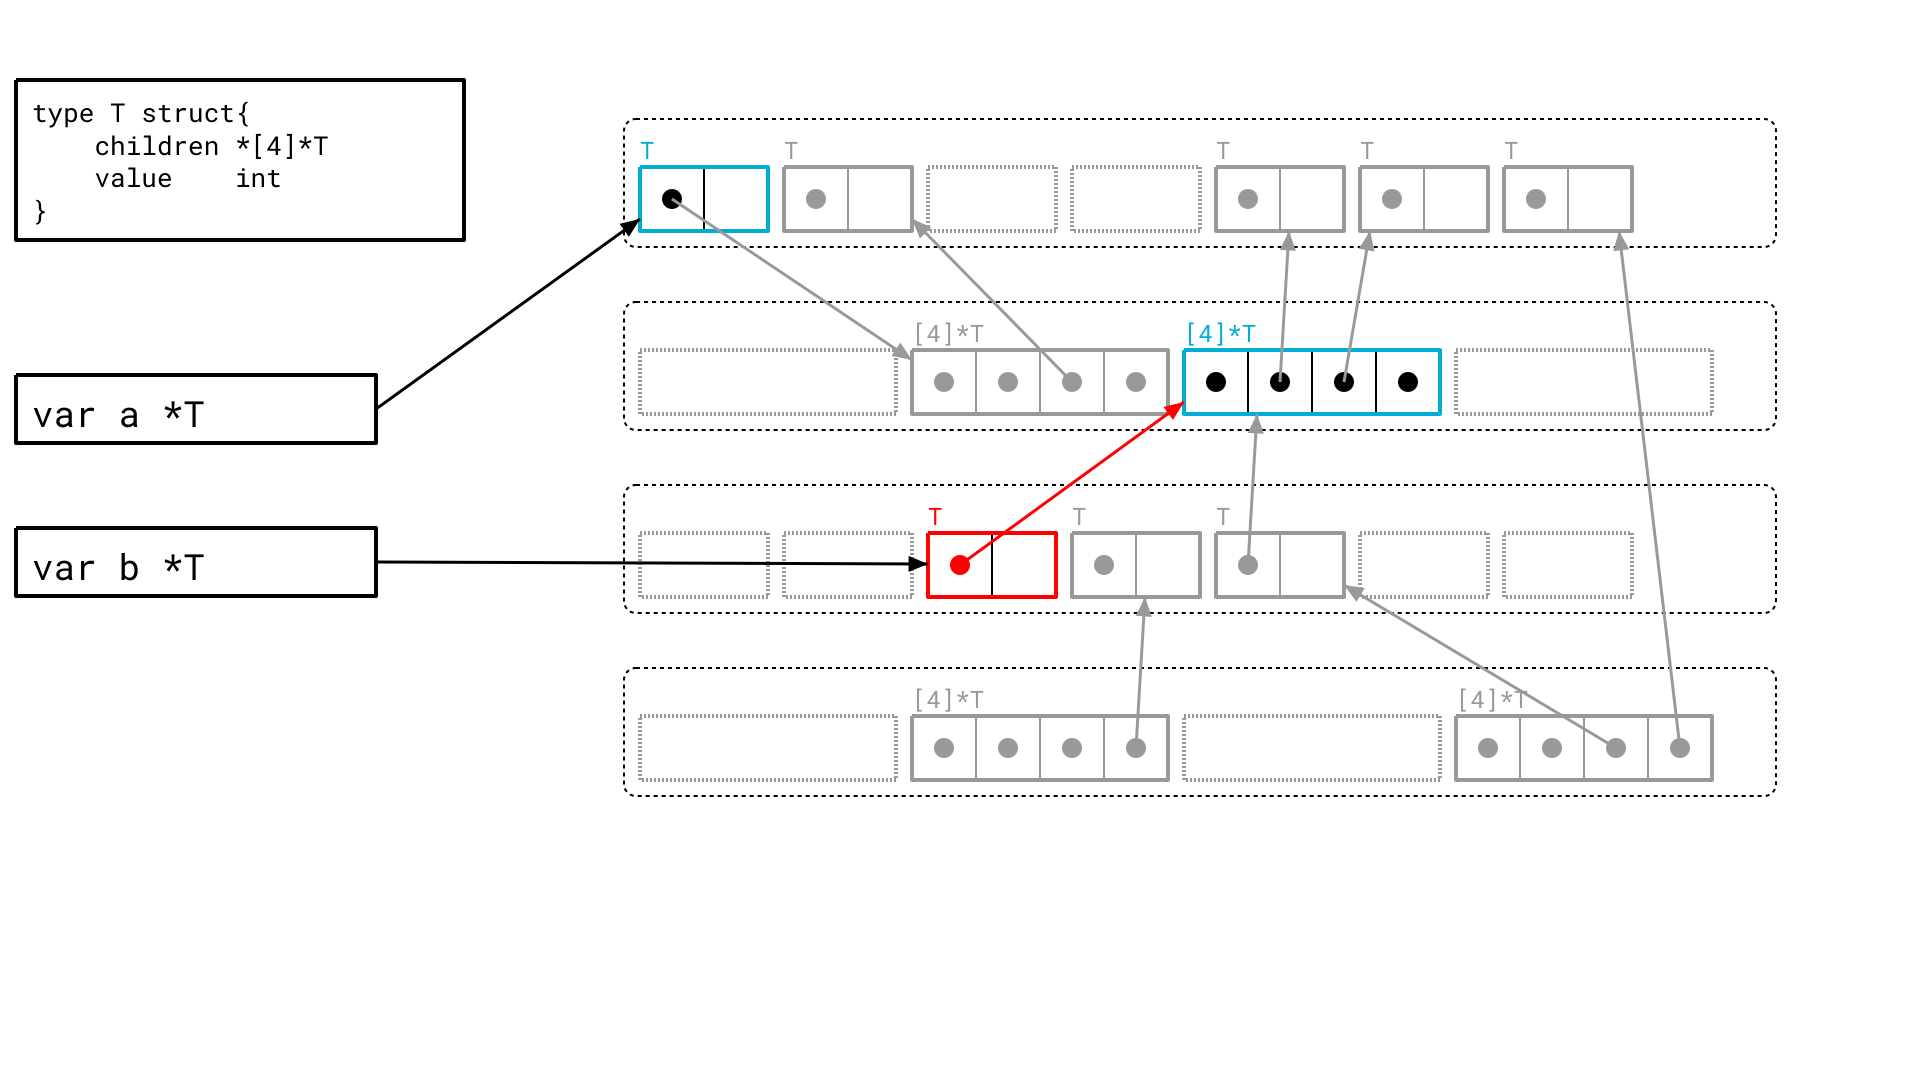 type T struct{
    children *[4]*T
    value    int
}
T T T T T
[4]*T [4]*T
var a *T
T T T
var b *T
[4]*T [4]*T